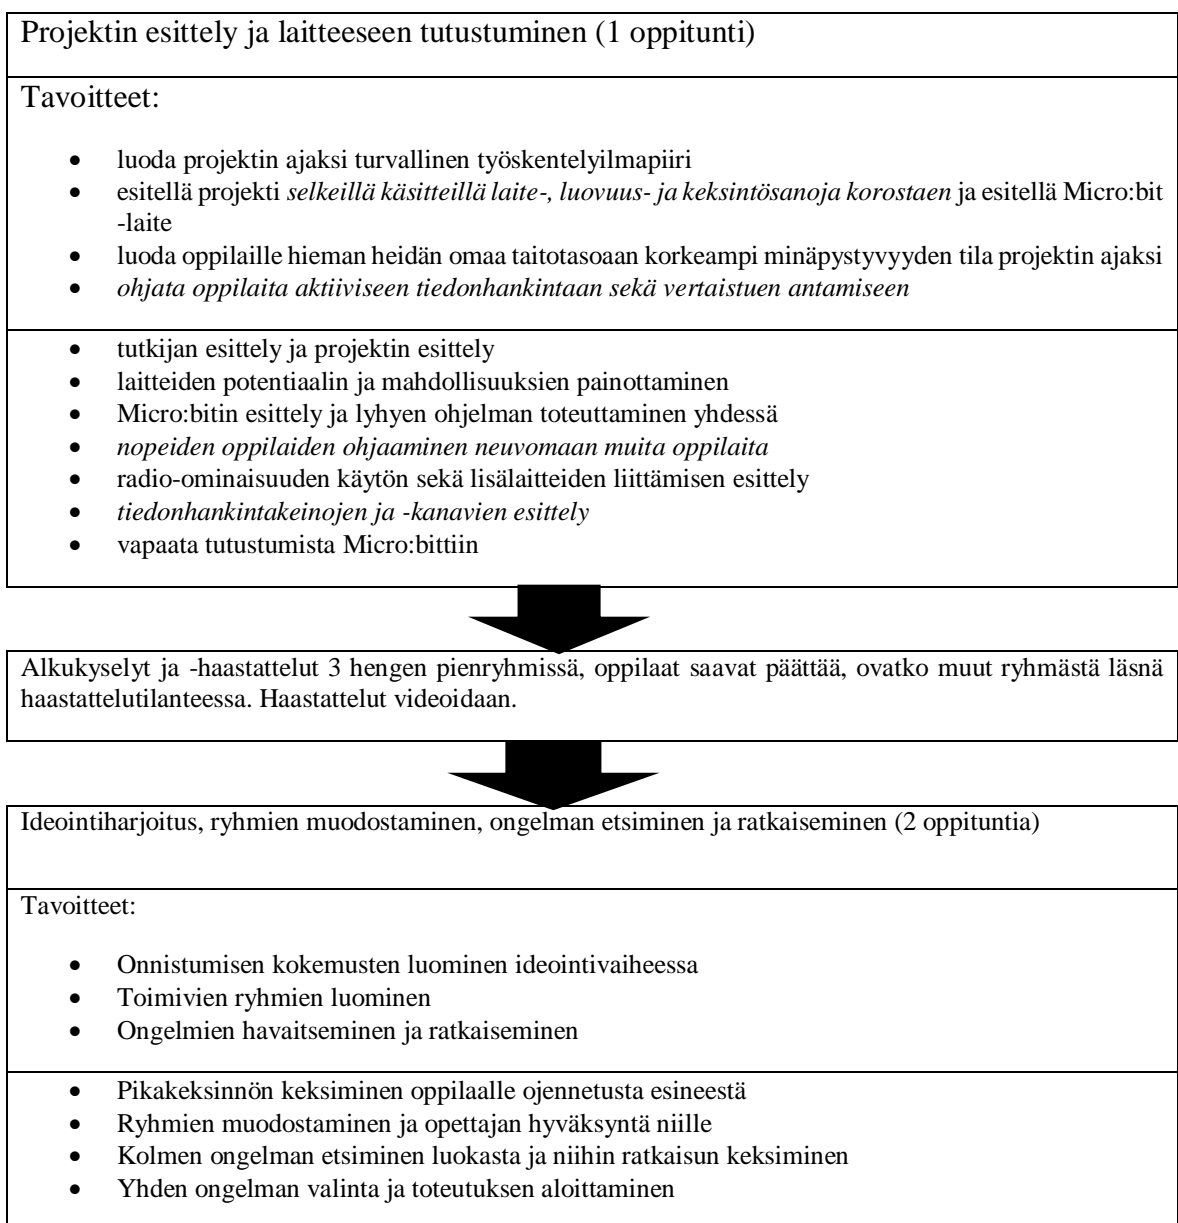 Projektin esittely ja laitteeseen tutustuminen (1 oppitunti)
Tavoitteet:
• luoda projektin ajaksi turvallinen työskentelyilmapiiri
• esitellä projekti selkeillä käsitteillä laite-, luovuus- ja keksintösanoja korostaen ja esitellä Micro:bit
-laite
• luoda oppilaille hieman heidän omaa taitotasoaan korkeampi minäpystyvyyden tila projektin ajaksi
• ohjata oppilaita aktiiviseen tiedonhankintaan sekä vertaistuen antamiseen
• tutkijan esittely ja projektin esittely
• laitteiden potentiaalin ja mahdollisuuksien painottaminen
• Micro:bitin esittely ja lyhyen ohjelman toteuttaminen yhdessä
• nopeiden oppilaiden ohjaaminen neuvomaan muita oppilaita
• radio-ominaisuuden käytön sekä lisälaitteiden liittämisen esittely
• tiedonhankintakeinojen ja -kanavien esittely
• vapaata tutustumista Micro:bittiin
Alkukyselyt ja -haastattelut 3 hengen pienryhmissä, oppilaat saavat päättää, ovatko muut ryhmästä läsnä
haastattelutilanteessa. Haastattelut videoidaan.
Ideointiharjoitus, ryhmien muodostaminen, ongelman etsiminen ja ratkaiseminen (2 oppituntia)
Tavoitteet:
• Onnistumisen kokemusten luominen ideointivaiheessa
• Toimivien ryhmien luominen
• Ongelmien havaitseminen ja ratkaiseminen
• Pikakeksinnön keksiminen oppilaalle ojennetusta esineestä
• Ryhmien muodostaminen ja opettajan hyväksyntä niille
• Kolmen ongelman etsiminen luokasta ja niihin ratkaisun keksiminen
• Yhden ongelman valinta ja toteutuksen aloittaminen